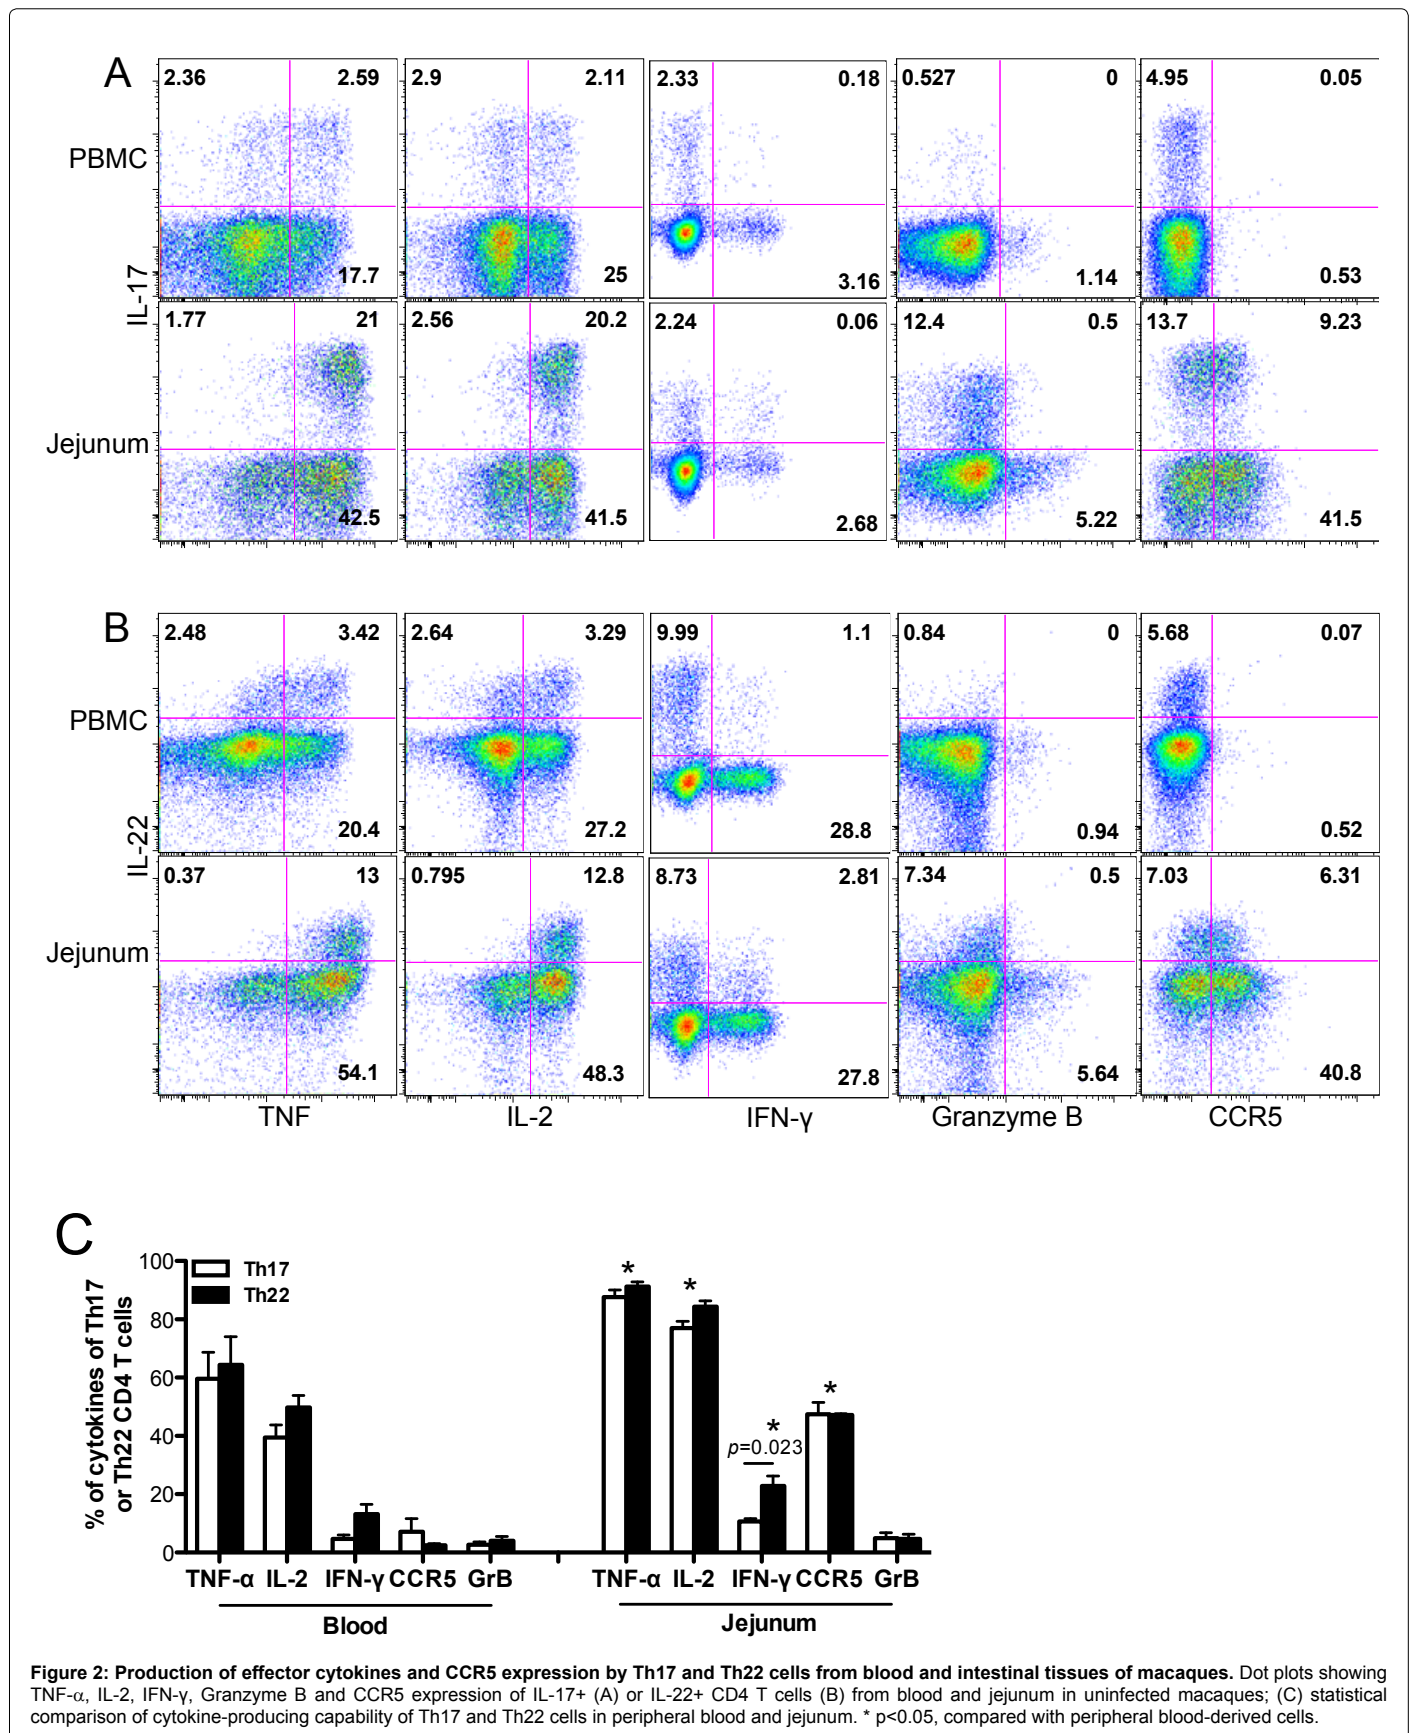 A
2.36 2.59 2.9 2.11 2.33 0.18 0.527 0 4.95 0.05
PBMC
17.7 25 3.16 1.14 0.53
IL-17
1.77 21 2.56 20.2 2.24 0.06 12.4 0.5 13.7 9.23
Jejunum
42.5 41.5 2.68 5.22 41.5
B
2.48 3.42 2.64 3.29 9.99 1.1 0.84 0 5.68 0.07
PBMC
20.4 27.2 28.8 0.94 0.52
IL-22
0.37 13 0.795 12.8 8.73 2.81 7.34 0.5 7.03 6.31
Jejunum
54.1 48.3 27.8 5.64 40.8
TNF IL-2 IFN-γ Granzyme B CCR5
C
% of cytokines of Th17
or Th22 CD4 T cells
100
80
60
40
20
0
Th17
Th22
* *
*
*
p=0.023
TNF-α IL-2 IFN-γ CCR5 GrB TNF-α IL-2 IFN-γ CCR5 GrB
Blood Jejunum
Figure 2: Production of effector cytokines and CCR5 expression by Th17 and Th22 cells from blood and intestinal tissues of macaques. Dot plots showing
TNF-α, IL-2, IFN-γ, Granzyme B and CCR5 expression of IL-17+ (A) or IL-22+ CD4 T cells (B) from blood and jejunum in uninfected macaques; (C) statistical
comparison of cytokine-producing capability of Th17 and Th22 cells in peripheral blood and jejunum. * p<0.05, compared with peripheral blood-derived cells.